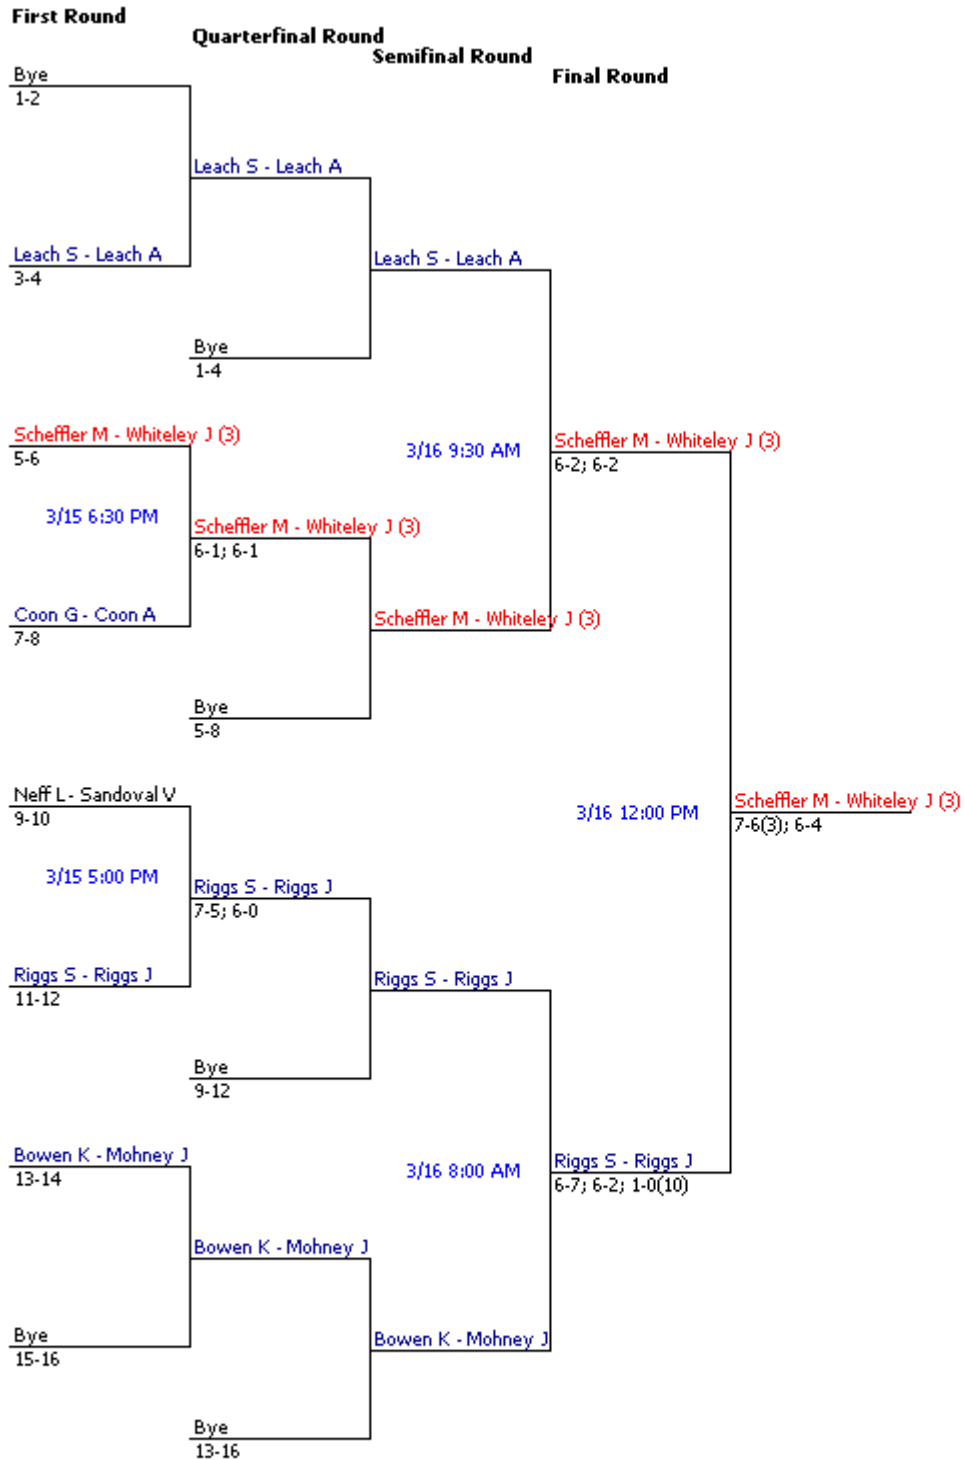 First Round
Quarterfinal Round
Semifinal Round
Final Round
Bye
1-2
Leach S - Leach A
Leach S - Leach A
3-4
Leach S - Leach A
Bye
1-4
Scheffler M - Whiteley J (3)
5-6
3/16 9:30 AM
Scheffler M - Whiteley J (3)
6-2; 6-2
3/15 6:30 PM
Scheffler M - Whiteley J (3)
6-1; 6-1
Coon G - Coon A
7-8
Scheffler M - Whiteley J (3)
Bye
5-8
Neff L - Sandoval V
9-10
3/16 12:00 PM
Scheffler M - Whiteley J (3)
7-6(3); 6-4
3/15 5:00 PM
Riggs S - Riggs J
7-5; 6-0
Riggs S - Riggs J
11-12
Riggs S - Riggs J
Bye
9-12
Bowen K - Mohney J
13-14
3/16 8:00 AM
Riggs S - Riggs J
6-7; 6-2; 1-0(10)
Bowen K - Mohney J
Bye
15-16
Bowen K - Mohney J
Bye
13-16